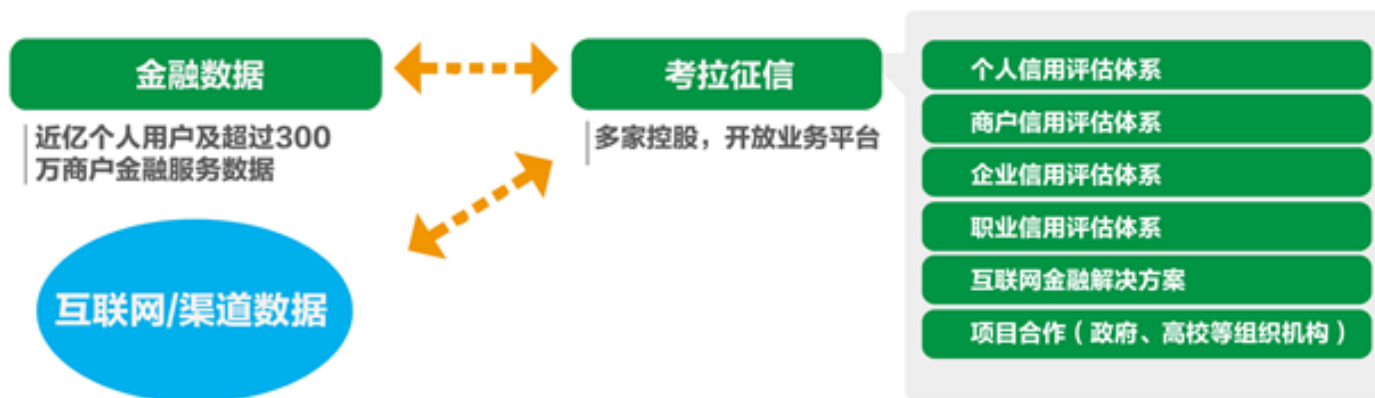 金融数据
近亿个人用户及超过300
万商户金融服务数据
互联网/渠道数据
考拉征信
多家控股，开放业务平台
个人信用评估体系
商户信用评估体系
企业信用评估体系
职业信用评估体系
互联网金融解决方案
项目合作（政府、高校等组织机构）